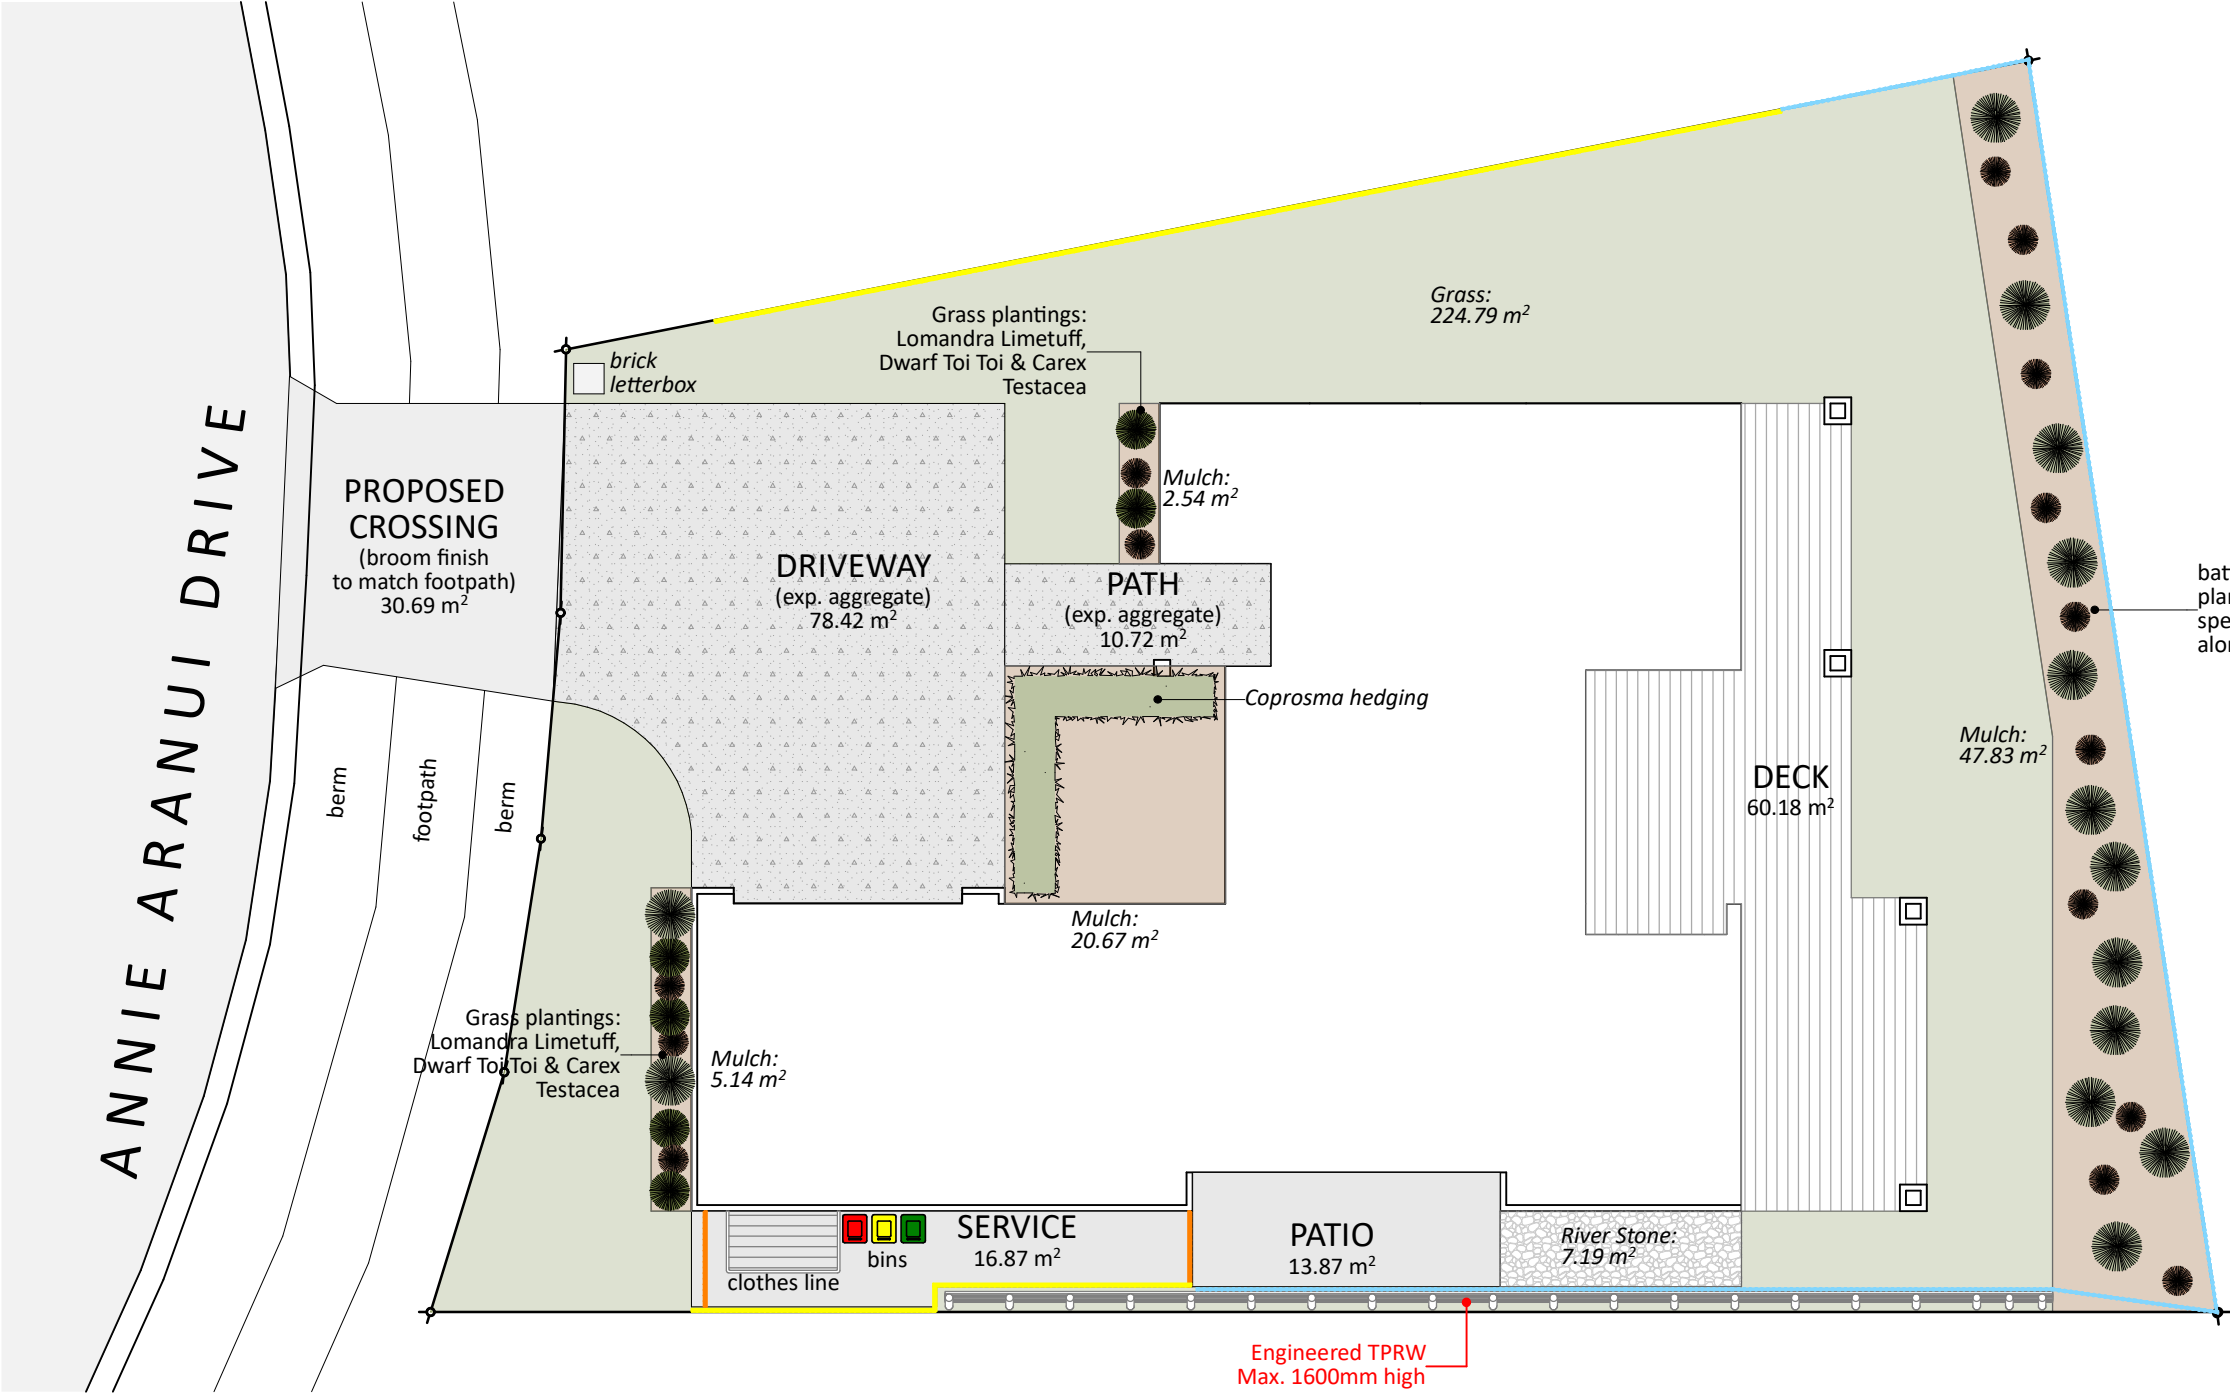 Grass:
224.79 m²
Grass plantings:
Lomandra Limetuff,
Dwarf Toi Toi & Carex
Testacea
brick
letterbox
ANNIE ARANUI DRIVE
PROPOSED
CROSSING
(broom finish
to match footpath)
30.69 m²
DRIVEWAY
(exp. aggregate)
78.42 m²
Mulch:
2.54 m²
PATH
(exp. aggregate)
10.72 m²
Coprosma hedging
Mulch:
47.83 m²
DECK
60.18 m²
berm
footpath
berm
Mulch:
20.67 m²
Grass plantings:
Lomandra Limetuff,
Dwarf Toi Toi & Carex
Testacea
Mulch:
5.14 m²
SERVICE
16.87 m²
bins
clothes line
PATIO
13.87 m²
River Stone:
7.19 m²
Engineered TPRW
Max. 1600mm high